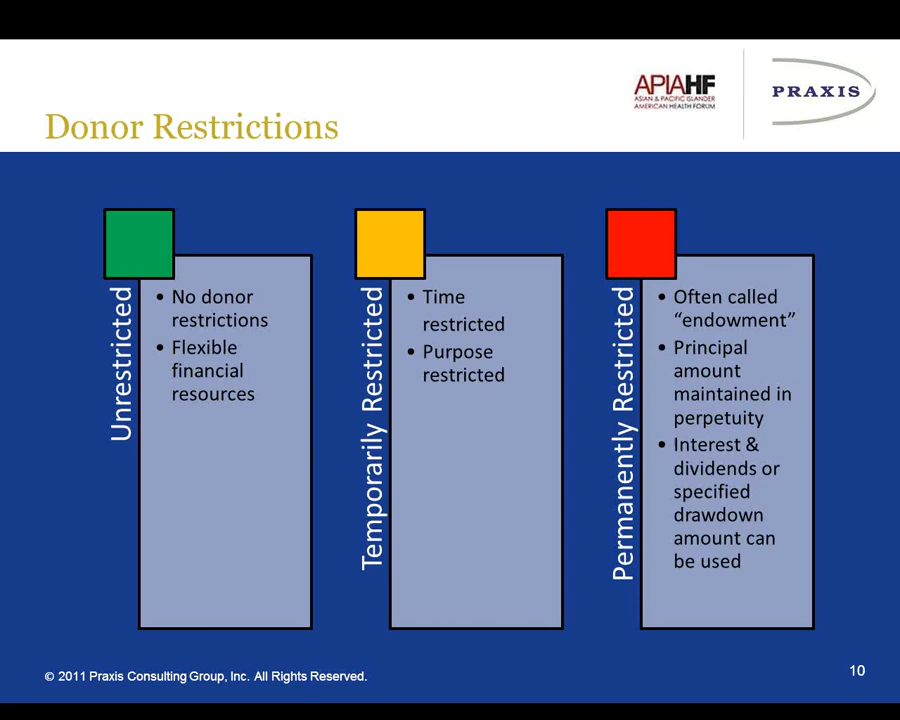 APIAHF
ASIAN & PACIFIC ISLANDER
AMERICAN HEALTH FORUM
PRAXIS
Donor Restrictions
Unrestricted
• No donor
restrictions
• Flexible
financial
resources
Temporarily Restricted
• Time
restricted
• Purpose
restricted
Permanently Restricted
• Often called
“endowment”
• Principal
amount
maintained in
perpetuity
• Interest &
dividends or
specified
drawdown
amount can
be used
© 2011 Praxis Consulting Group, Inc. All Rights Reserved.
10